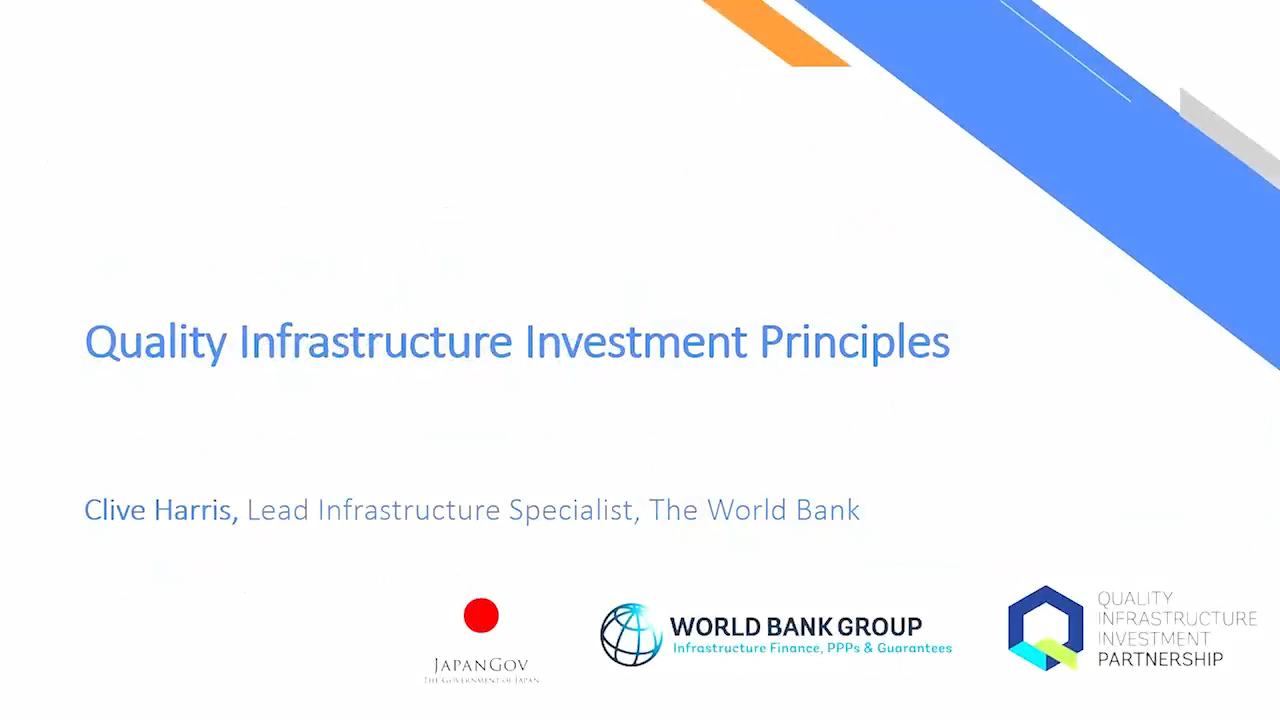 Quality Infrastructure Investment Principles
Clive Harris, Lead Infrastructure Specialist, The World Bank
JAPANGOV
THE GOVERNMENT OF JAPAN
WORLD BANK GROUP
Infrastructure Finance, PPPs & Guarantees
QUALITY
INFRASTRUCTURE
INVESTMENT
PARTNERSHIP